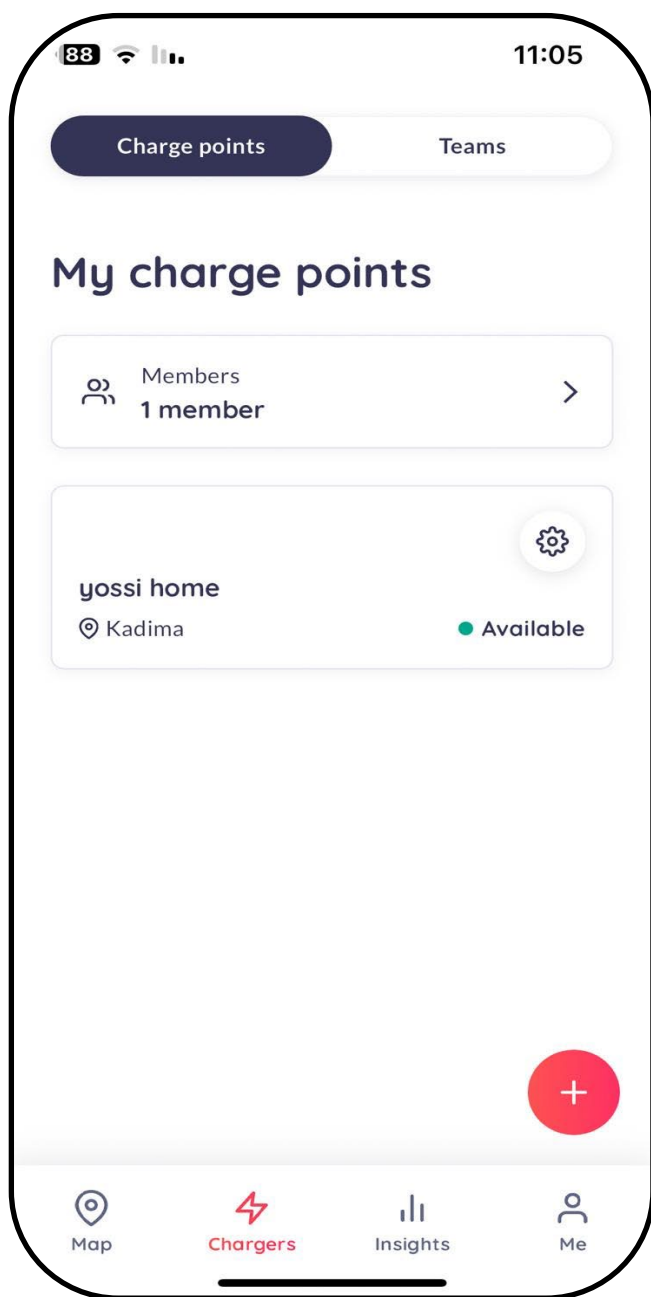 88 11:05
Charge points Teams
My charge points
Members
1 member
yossi home
Kadima Available
Map Chargers Insights Me